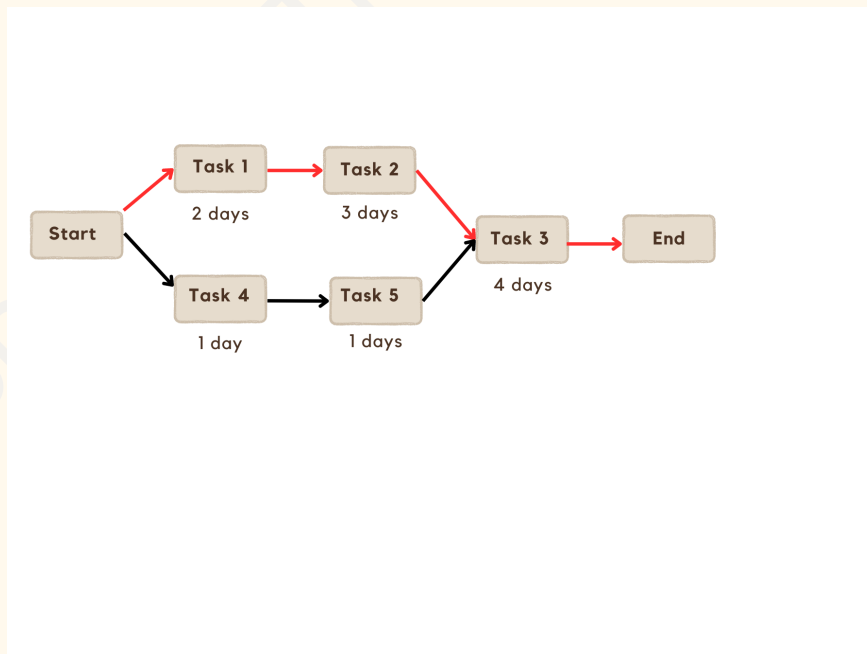 Task 1
Task 2
2 days
3 days
Start
Task 3
End
4 days
Task 4
Task 5
1 day
1 days